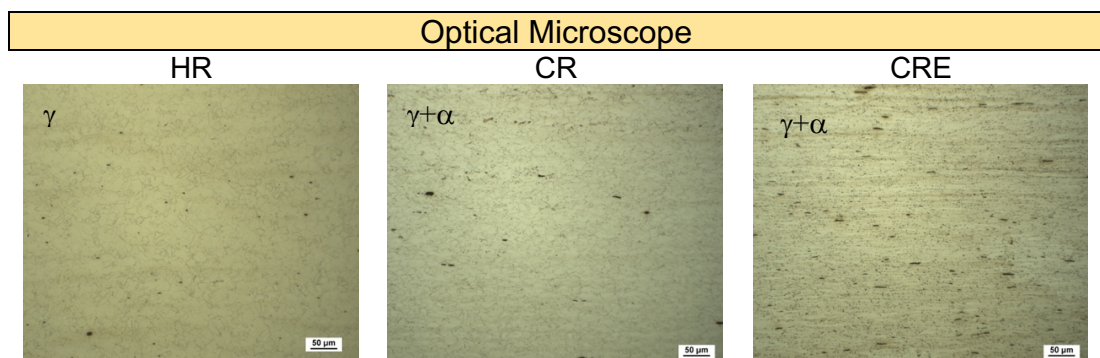 Optical Microscope
HR CR CRE
γ γ+α γ+α
50 µm 50 µm 50 µm